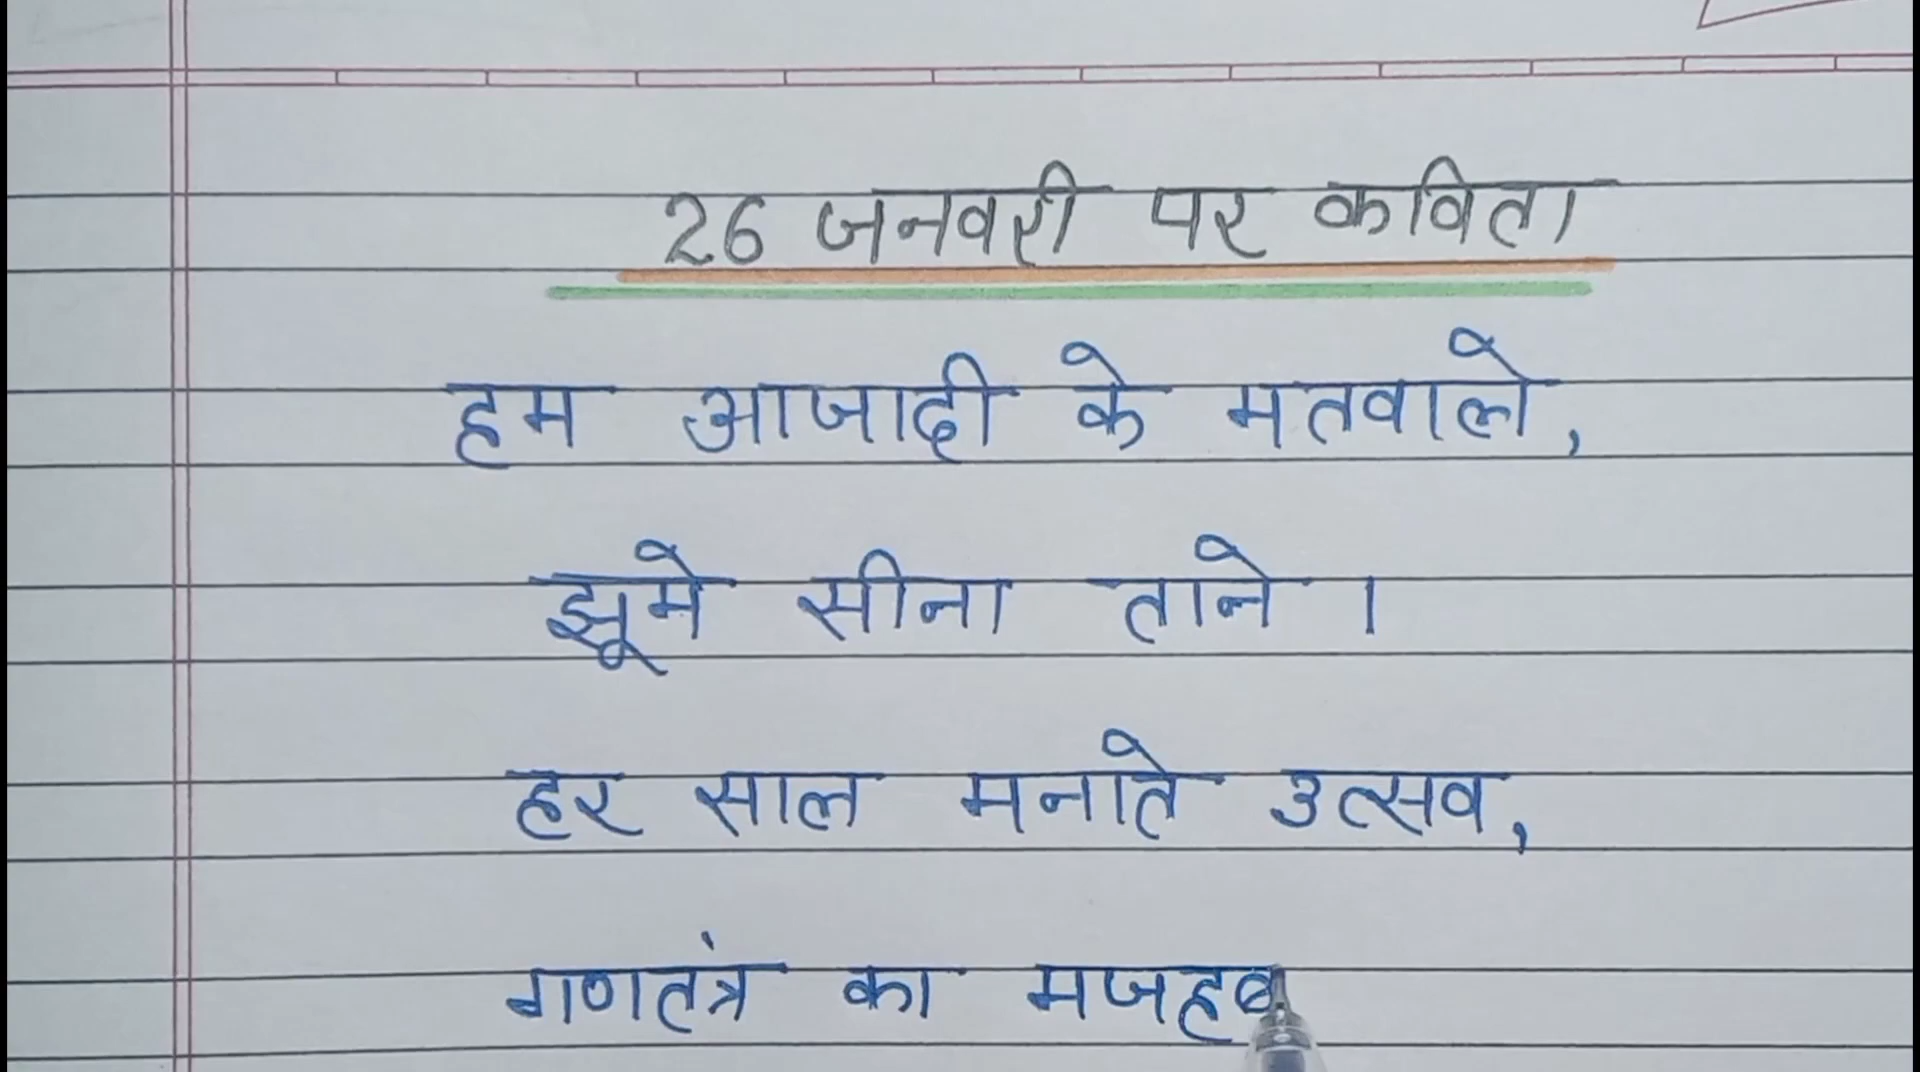 26 जनवरी पर कविता
हम आजादी के मतवाले,
झूमे सीना ताने ।
हर साल मनाते उत्सव,
गणतंत्र का मजहब